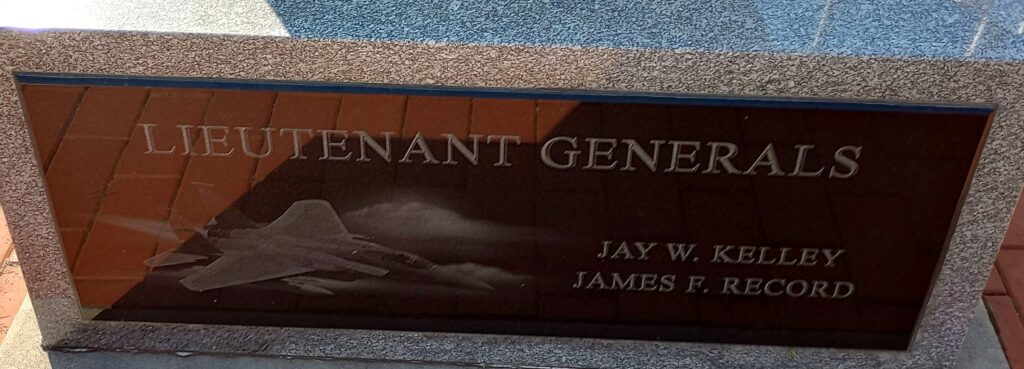 LIEUTENANT GENERALS
JAY W. KELLEY
JAMES F. RECORD